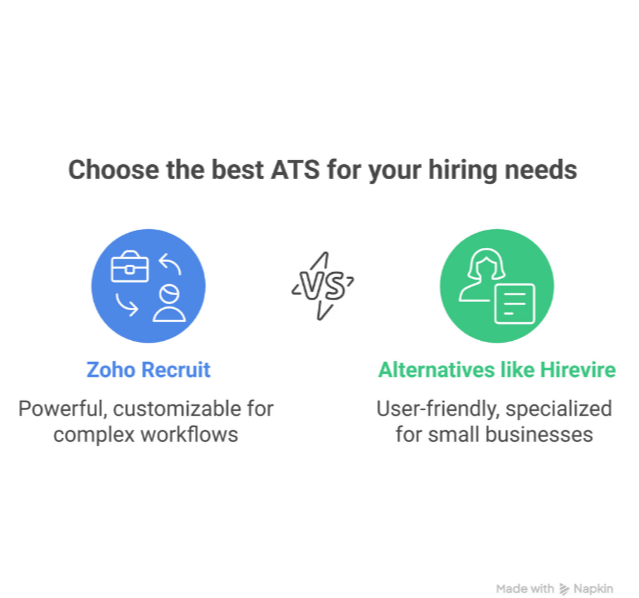 Choose the best ATS for your hiring needs
VS
Zoho Recruit
Powerful, customizable for
complex workflows
Alternatives like Hirevire
User-friendly, specialized
for small businesses
Made with Napkin